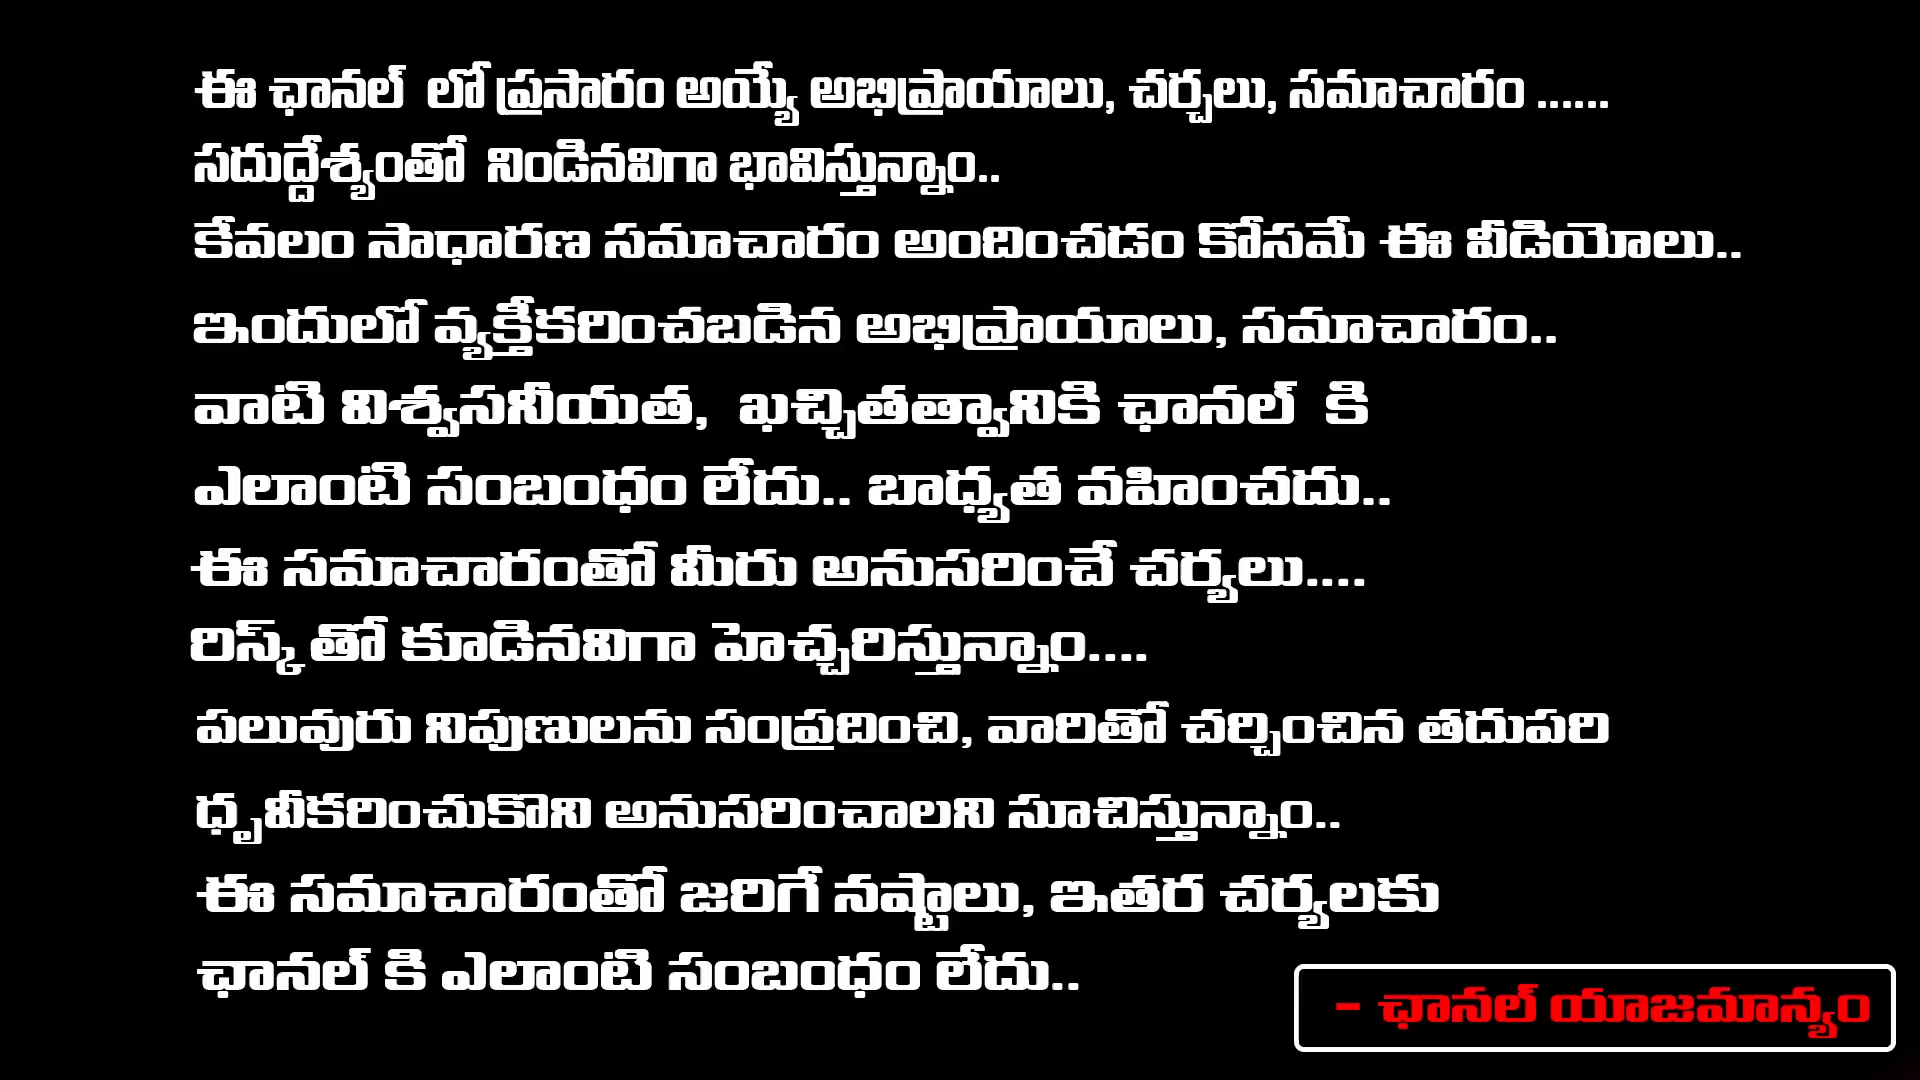 ఈ ఛానల్ లో ప్రసారం అయ్యే అభిప్రాయాలు, చర్చలు, సమాచారం ......
సదుద్దేశ్యంతో నిండినవిగా భావిస్తున్నాం..
కేవలం సాధారణ సమాచారం అందించడం కోసమే ఈ వీడియోలు..
ఇందులో వ్యక్తీకరించబడిన అభిప్రాయాలు, సమాచారం..
వాటి విశ్వసనీయత, ఖచ్చితత్వానికి ఛానల్ కి
ఎలాంటి సంబంధం లేదు.. బాధ్యత వహించదు..
ఈ సమాచారంతో మీరు అనుసరించే చర్యలు....
రిస్క్ తో కూడినవిగా హెచ్చరిస్తున్నాం....
పలువురు నిపుణులను సంప్రదించి, వారితో చర్చించిన తదుపరి
ధృవీకరించుకొని అనుసరించాలని సూచిస్తున్నాం..
ఈ సమాచారంతో జరిగే నష్టాలు, ఇతర చర్యలకు
ఛానల్ కి ఎలాంటి సంబంధం లేదు..
- ఛానల్ యాజమాన్యం